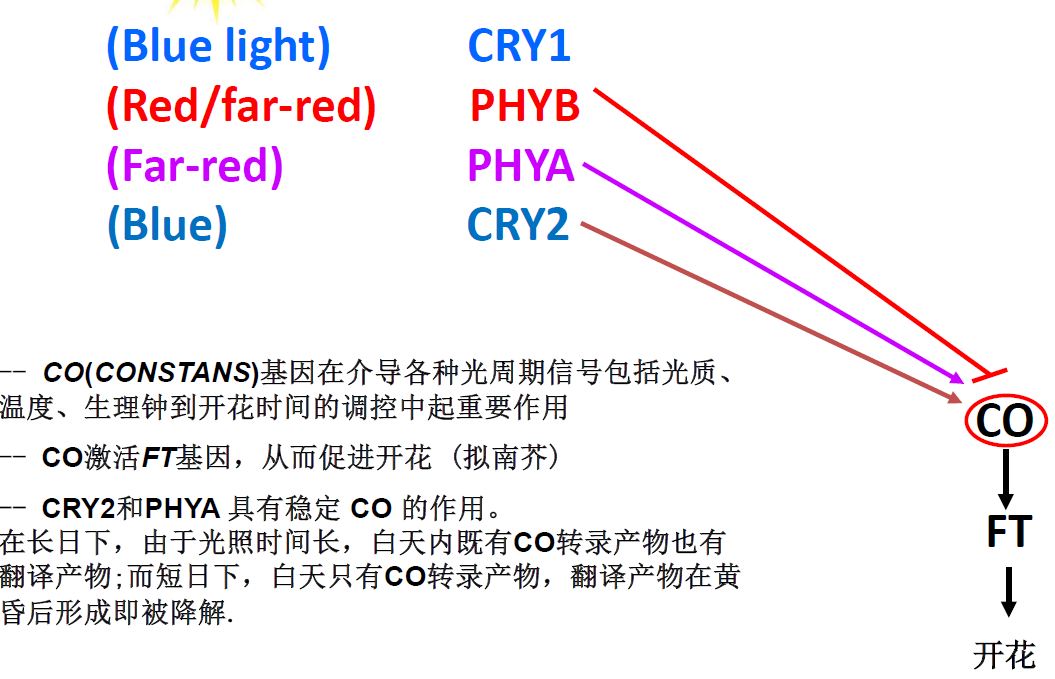 (Blue light) CRY1
(Red/far-red) PHYB
(Far-red) PHYA
(Blue) CRY2
-- CO(CONSTANS)基因在介导各种光周期信号包括光质、
温度、生理钟到开花时间的调控中起重要作用
-- CO激活FT基因，从而促进开花 (拟南芥)
-- CRY2和PHYA 具有稳定 CO 的作用。
在长日下，由于光照时间长，白天内既有CO转录产物也有
翻译产物;而短日下，白天只有CO转录产物，翻译产物在黄
昏后形成即被降解.
CO
FT
开花